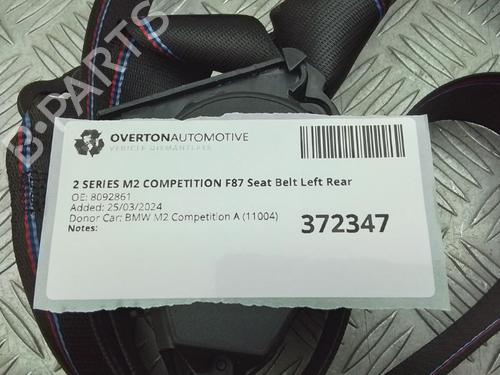 OVERTONAUTOMOTIVE
VEHICLE DISMANTLERS
2 SERIES M2 COMPETITION F87 Seat Belt Left Rear
OE: 8092861
Added: 25/03/2024
Donor Car: BMW M2 Competition A (11004)
Notes:
372347
B-PARTS